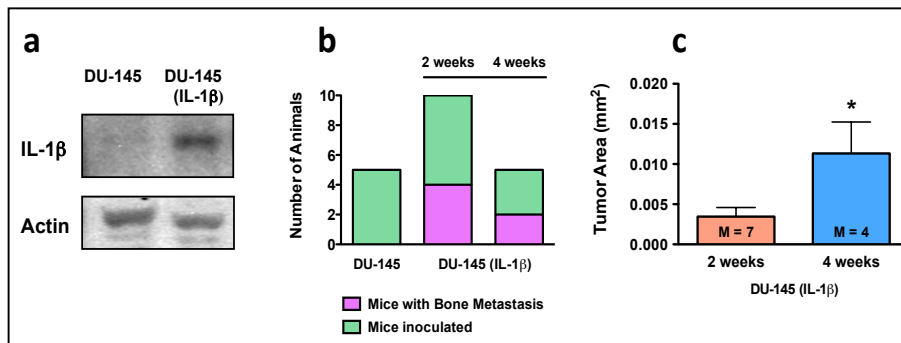 a
DU-145
DU-145
(IL-1β)
IL-1β
Actin
b
2 weeks
4 weeks
Number of Animals
10
8
6
4
2
0
DU-145
DU-145 (IL-1β)
Mice with Bone Metastasis
Mice inoculated
c
Tumor Area (mm²)
0.020
0.015
0.010
0.005
0.000
*
M = 7
M = 4
2 weeks
4 weeks
DU-145 (IL-1β)